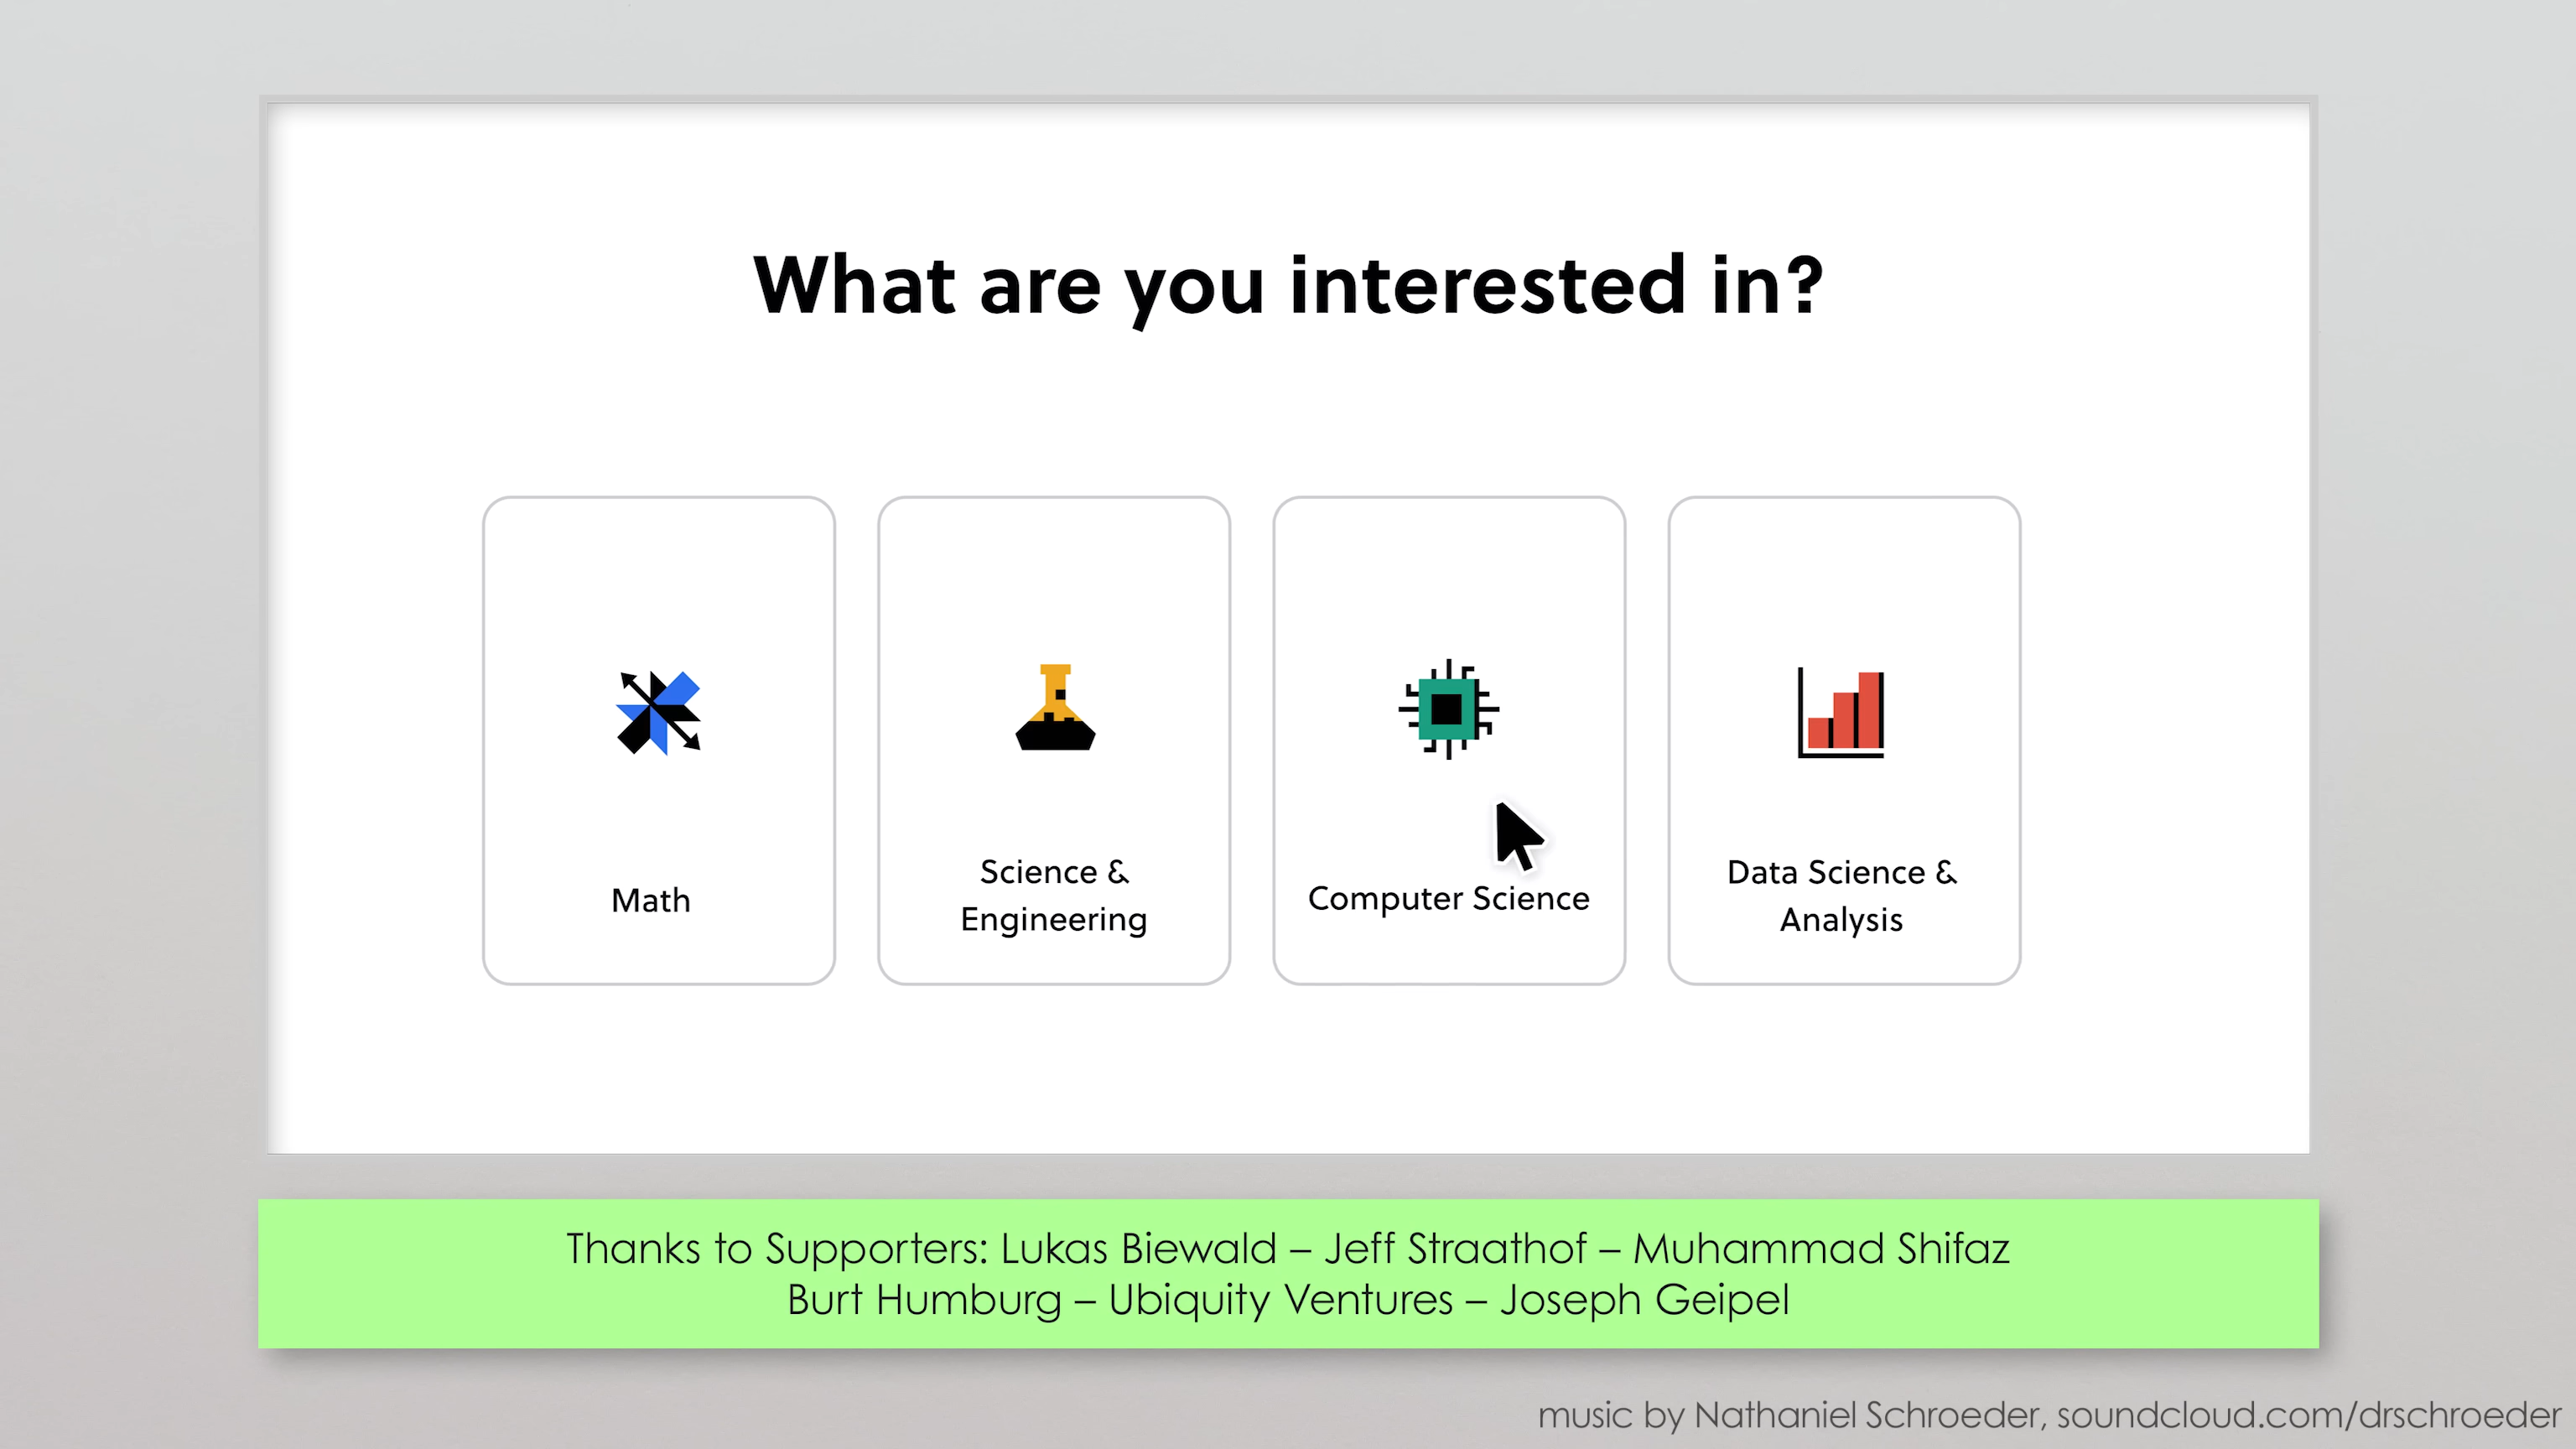 What are you interested in?
Math
Science &
Engineering
Computer Science
Data Science &
Analysis
Thanks to Supporters: Lukas Biewald – Jeff Straathof – Muhammad Shifaz
Burt Humburg – Ubiquity Ventures – Joseph Geipel
music by Nathaniel Schroeder, soundcloud.com/drschroeder